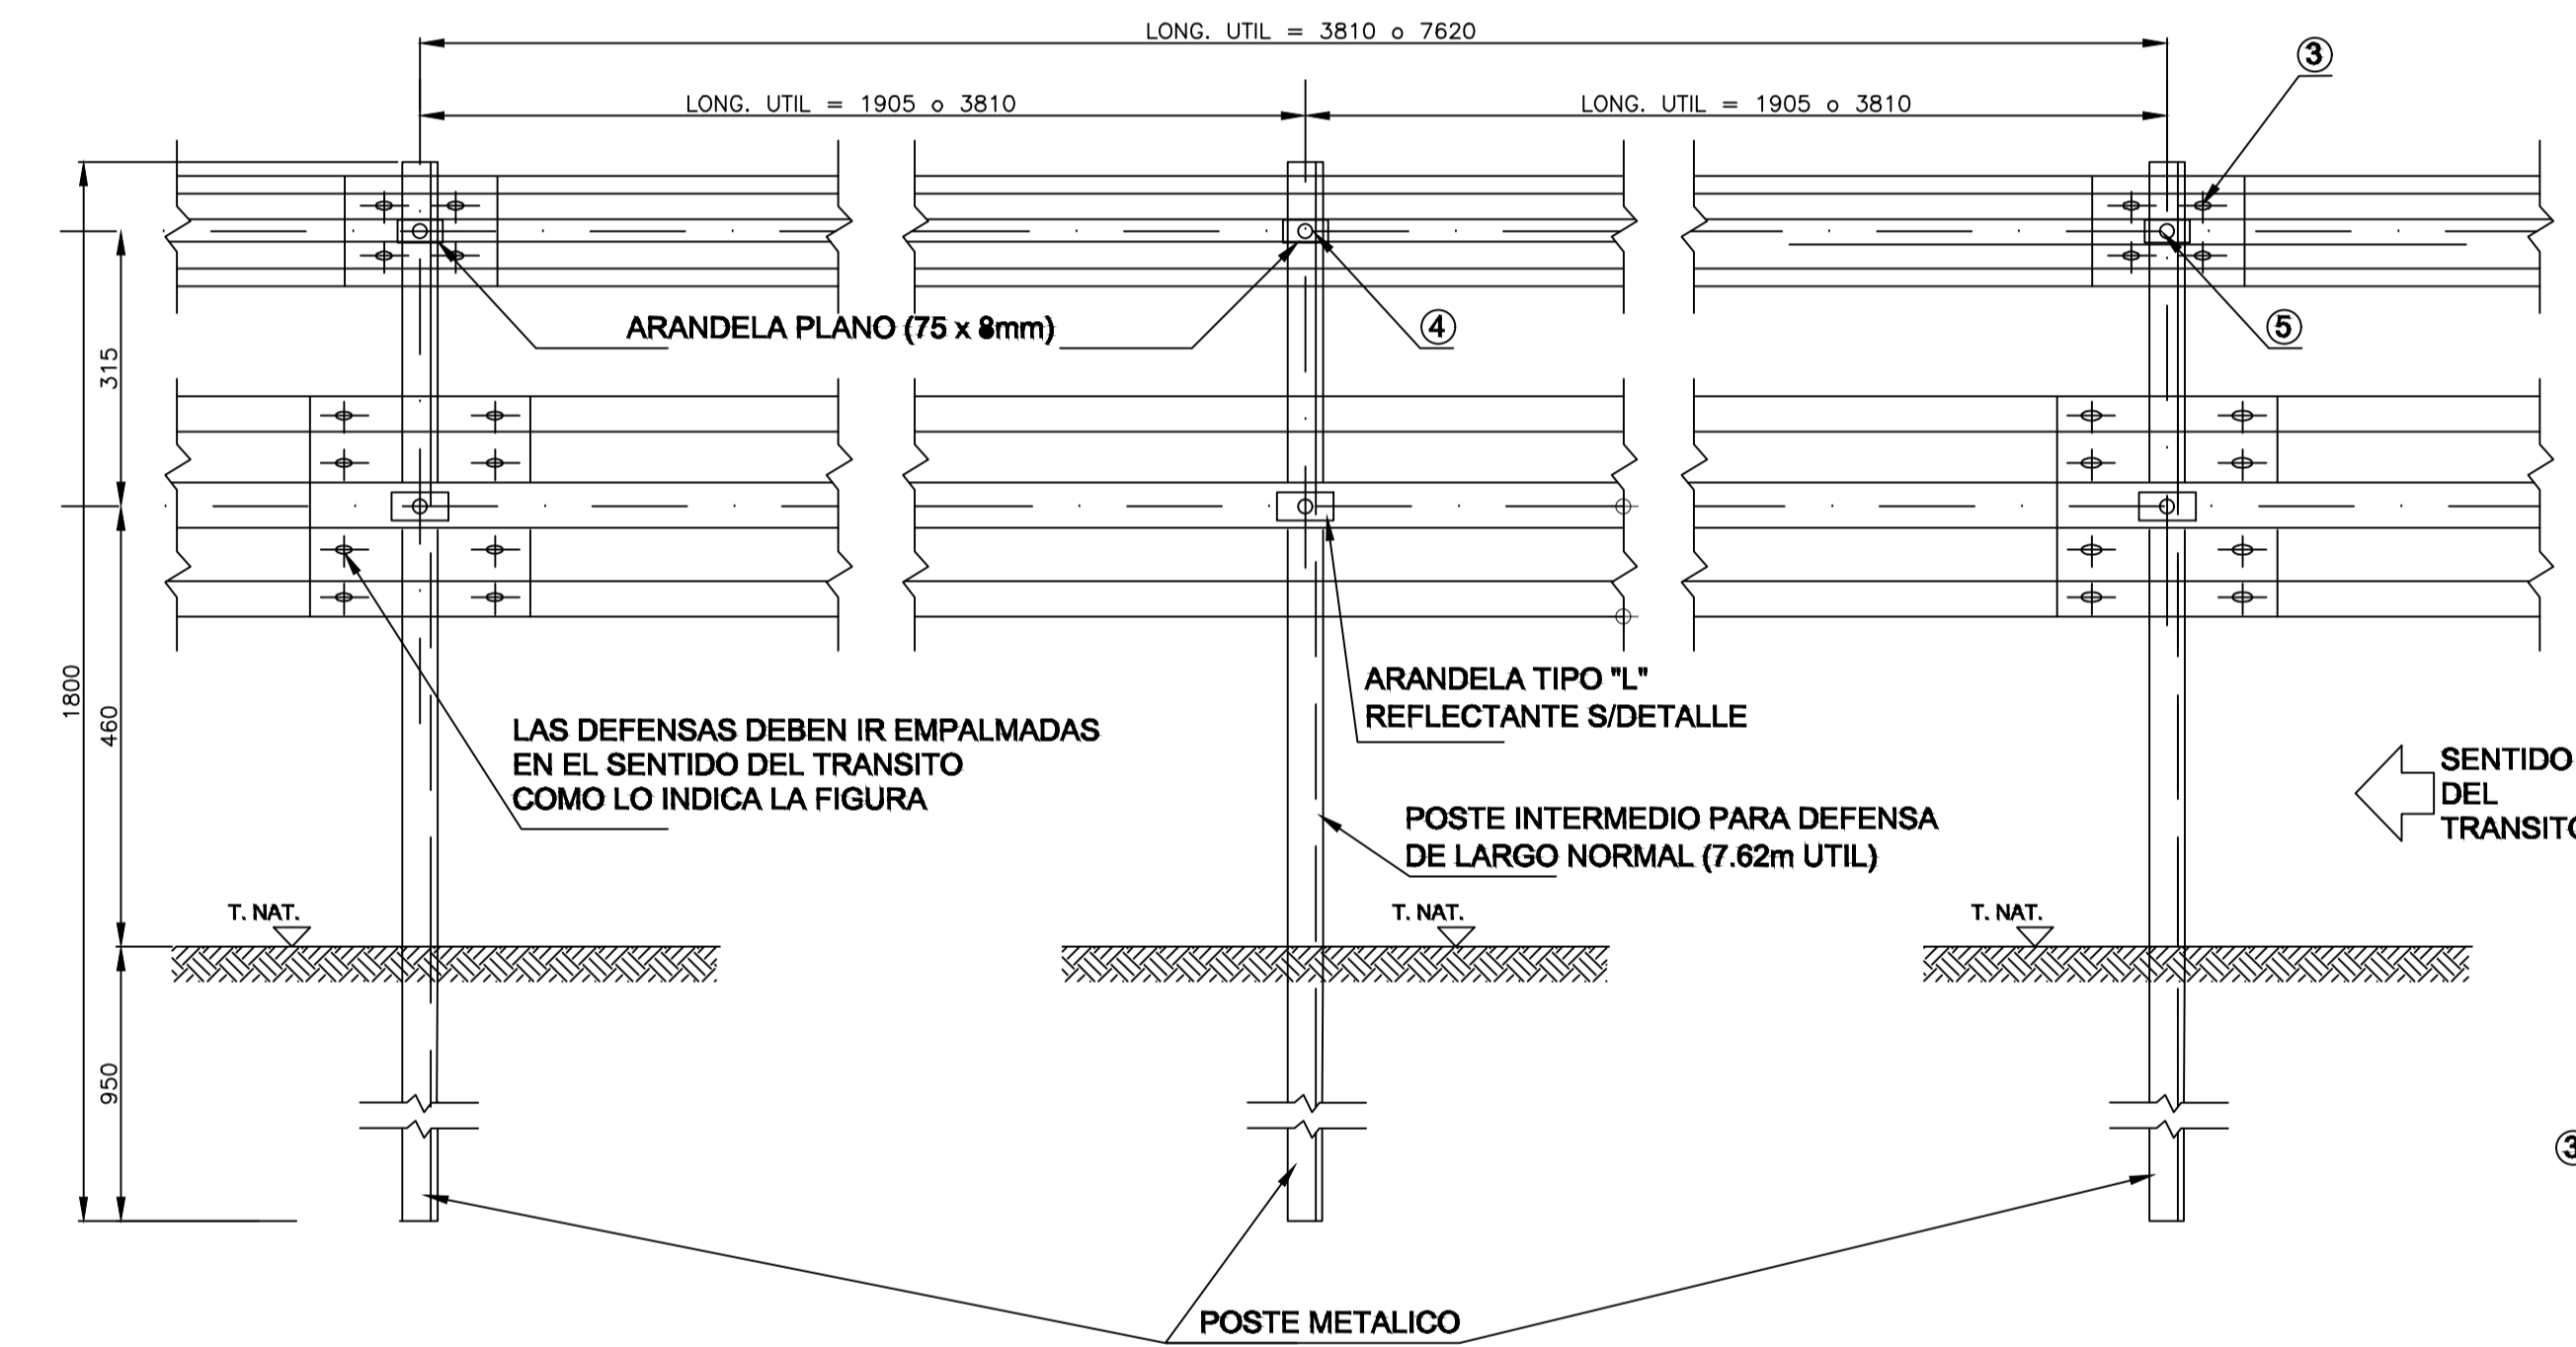 LONG. UTIL = 3810 o 7620
③
LONG. UTIL = 1905 o 3810
LONG. UTIL = 1905 o 3810
ARANDELA PLANO (75 x 8mm)
④
⑤
315
1800
460
950
ARANDELA TIPO "L"
REFLECTANTE S/DETALLE
LAS DEFENSAS DEBEN IR EMPALMADAS
EN EL SENTIDO DEL TRANSITO
COMO LO INDICA LA FIGURA
SENTIDO
DEL
TRANSITO
POSTE INTERMEDIO PARA DEFENSA
DE LARGO NORMAL (7.62m UTIL)
T. NAT.
T. NAT.
T. NAT.
③
POSTE METALICO